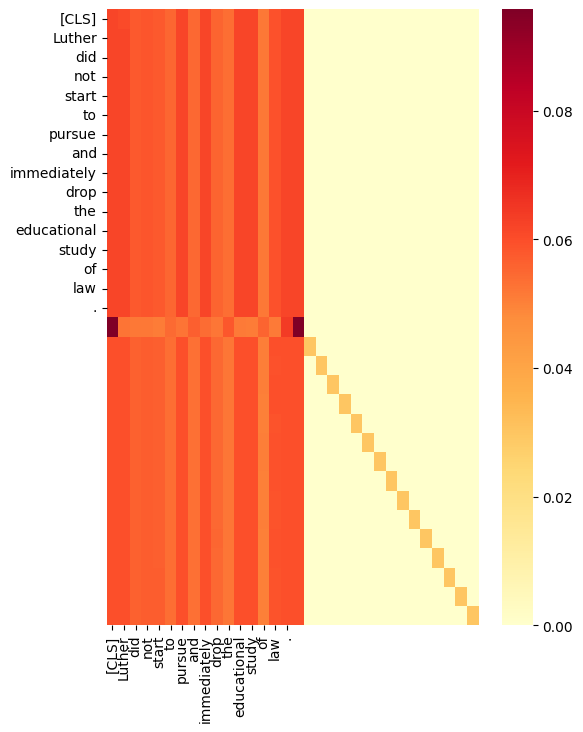 [CLS]
Luther
did
not
start
to
pursue
and
immediately
drop
the
educational
study
of
law
.
0.08
0.06
0.04
0.02
0.00
[CLS]
Luther
did
not
start
to
pursue
and
immediately
drop
the
educational
study
of
law
.